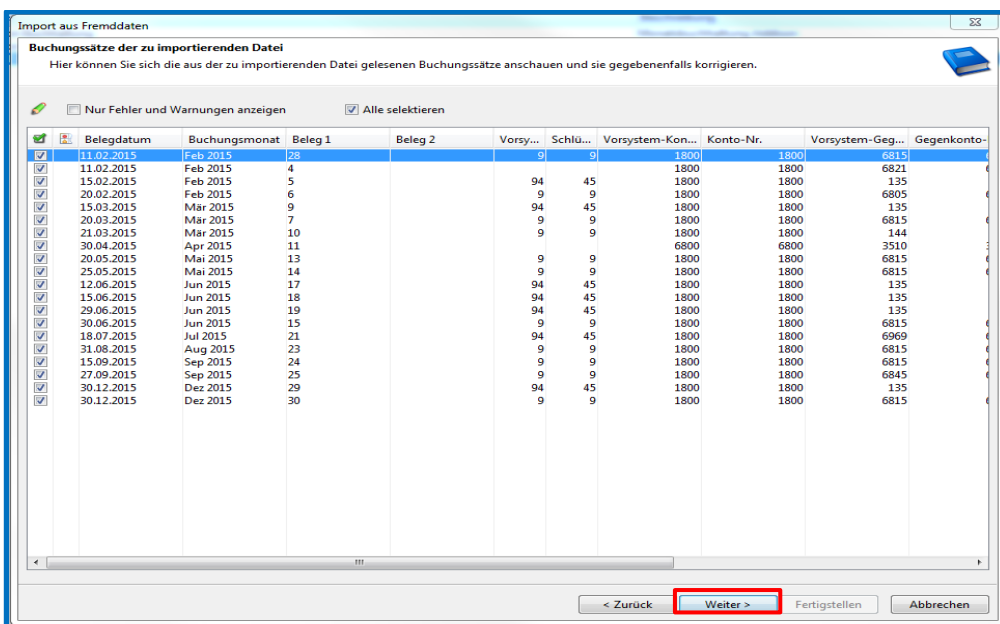 Import aus Fremddaten
Buchungssätze der zu importierenden Datei
Hier können Sie sich die aus der zu importierenden Datei gelesenen Buchungssätze anschauen und sie gegebenenfalls korrigieren.
Nur Fehler und Warnungen anzeigen Alle selektieren
Belegdatum Buchungsmonat Beleg 1 Beleg 2 Vorsy... Schlü... Vorsystem-Kon... Konto-Nr. Vorsystem-Geg... Gegenkonto-
11.02.2015 Feb 2015 28 9 9 1800 1800 6815
11.02.2015 Feb 2015 4 1800 1800 6821
15.02.2015 Feb 2015 5 94 45 1800 1800 135
20.02.2015 Feb 2015 6 9 9 1800 1800 6805
15.03.2015 Mär 2015 9 94 45 1800 1800 135
20.03.2015 Mär 2015 7 9 9 1800 1800 6815
21.03.2015 Mär 2015 10 9 9 1800 1800 144
30.04.2015 Apr 2015 11 6800 6800 3510
20.05.2015 Mai 2015 13 9 9 1800 1800 6815
25.05.2015 Mai 2015 14 9 9 1800 1800 6815
12.06.2015 Jun 2015 17 94 45 1800 1800 135
15.06.2015 Jun 2015 18 94 45 1800 1800 135
29.06.2015 Jun 2015 19 94 45 1800 1800 135
30.06.2015 Jun 2015 15 9 9 1800 1800 6815
18.07.2015 Jul 2015 21 94 45 1800 1800 6969
31.08.2015 Aug 2015 23 9 9 1800 1800 6815
15.09.2015 Sep 2015 24 9 9 1800 1800 6815
27.09.2015 Sep 2015 25 9 9 1800 1800 6845
30.12.2015 Dez 2015 29 94 45 1800 1800 135
30.12.2015 Dez 2015 30 9 9 1800 1800 6815
< Zurück Weiter > Fertigstellen Abbrechen